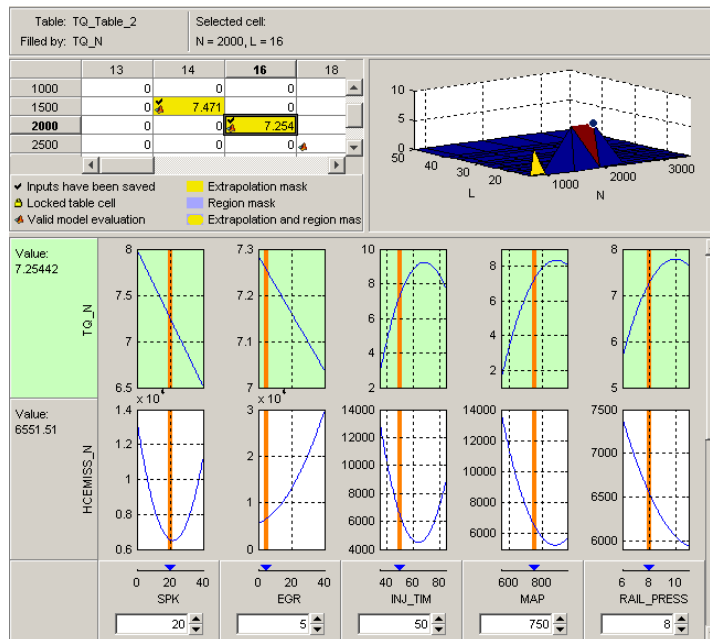 Table: TQ_Table_2 Selected cell:
Filled by: TQ_N N = 2000, L = 16
13 14 16 18
1000 0 0 0
1500 0 7.471 0
2000 0 0 7.254
2500 0 0 0
10
5
0
50 40 30 20
1000 2000 3000
L N
Inputs have been saved Extrapolation mask
Locked table cell Region mask
Valid model evaluation Extrapolation and region mas
Value:
7.25442
TQ_N
8 7.3 10 8 8
7.5 7.2 8 6 7
7 7.1 6 4 6
6.5 7 4 2 5
2
x 10 x 10
Value:
6551.51
HCEMISS_N
1.4 3 14000 14000 7500
1.2 2 12000 12000 7000
1 1 10000 10000 6500
0.8 0 8000 8000 6000
0.6 6000 6000
4000
0 20 40 0 20 40 40 60 80 600 800 6 8 10
SPK EGR INJ_TIM MAP RAIL_PRESS
20 5 50 750 8